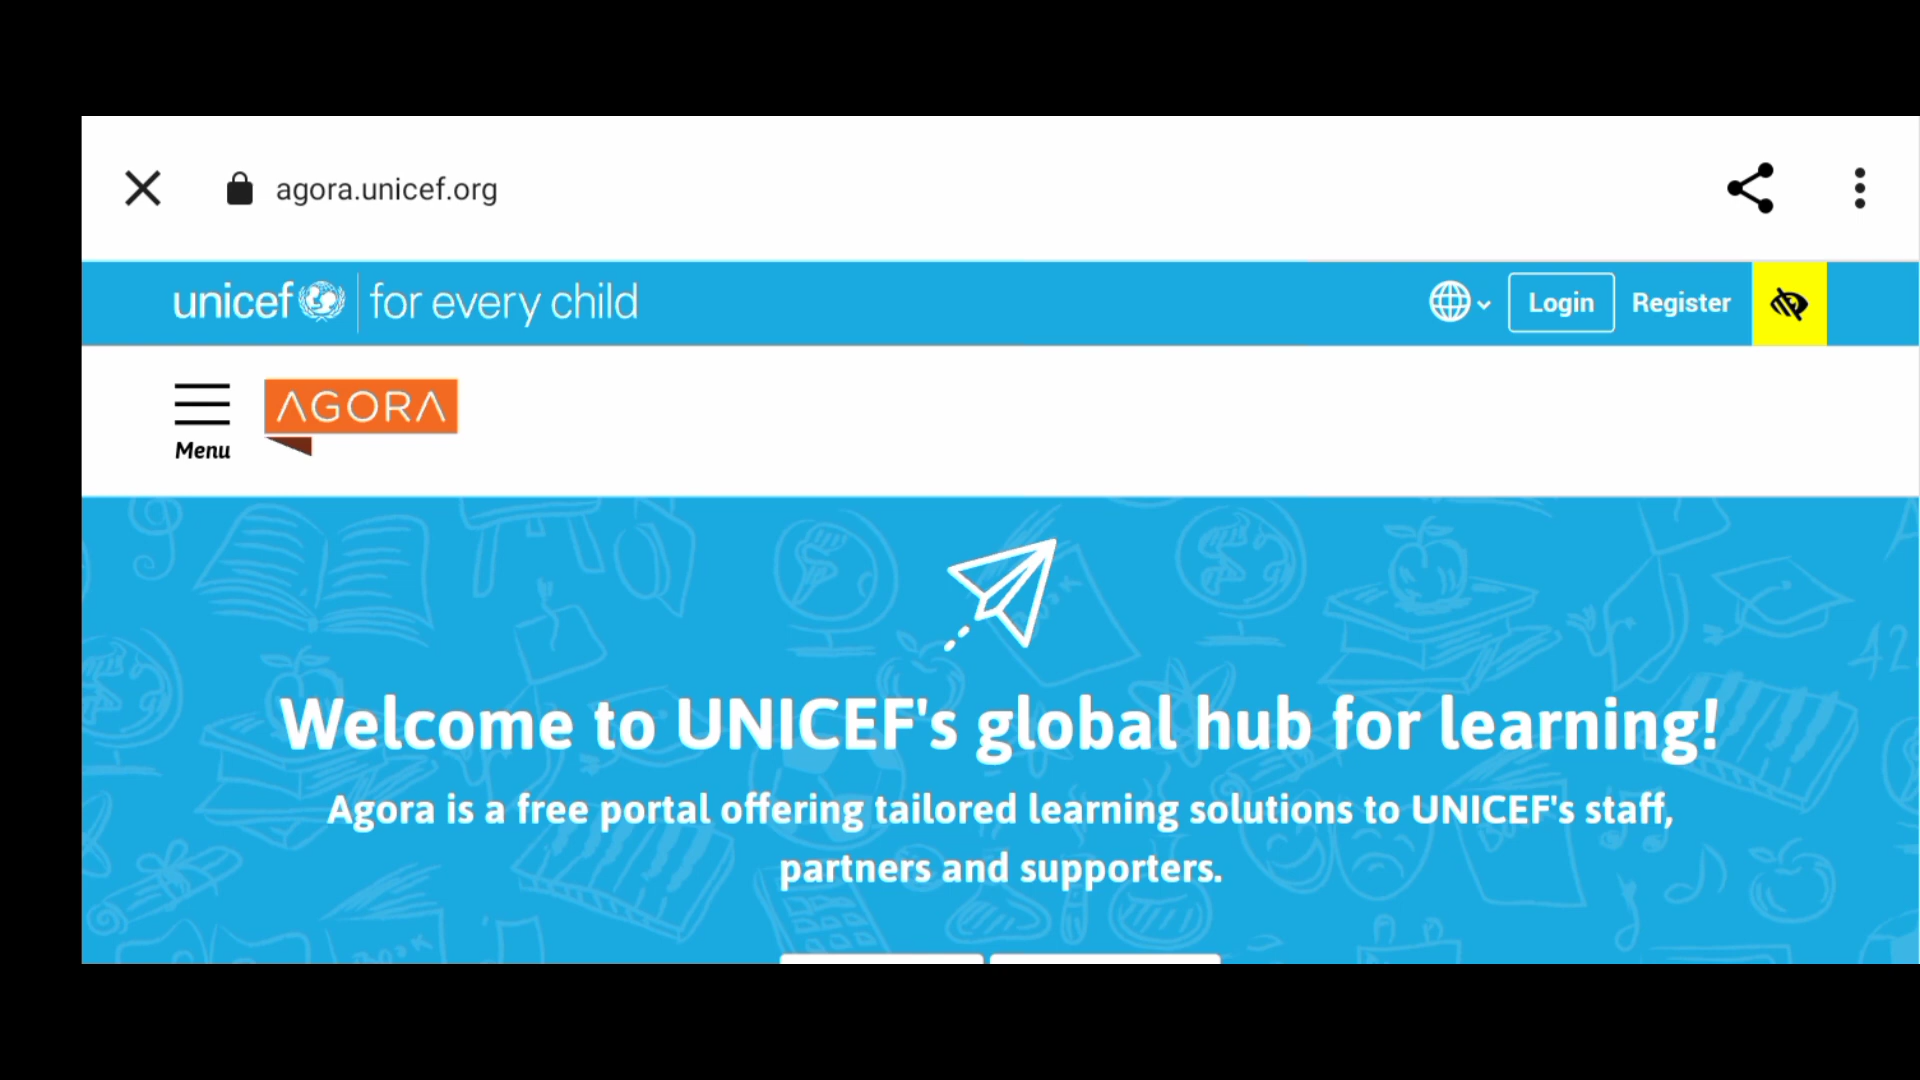 agora.unicef.org
unicef for every child
Login Register
Menu
AGORA
Welcome to UNICEF's global hub for learning!
Agora is a free portal offering tailored learning solutions to UNICEF's staff,
partners and supporters.